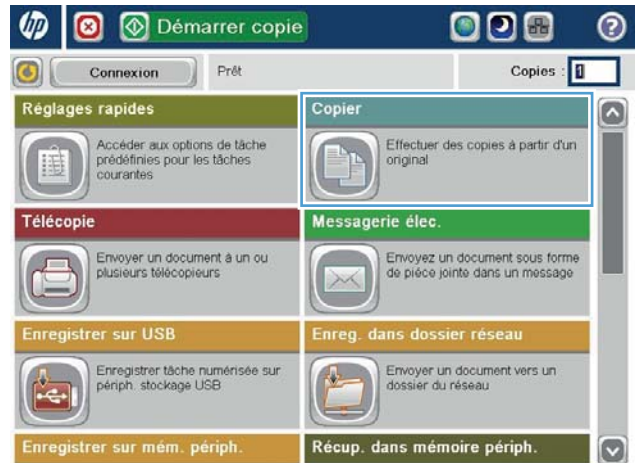 hp
Démarrer copie
?
Connexion
Prêt
Copies : 1
Réglages rapides
Accéder aux options de tâche
prédéfinies pour les tâches
courantes
Copier
Effectuer des copies à partir d'un
original
Télécopie
Envoyer un document à un ou
plusieurs télécopieurs
Messagerie élec.
Envoyez un document sous forme
de pièce jointe dans un message
Enregistrer sur USB
Enregistrer tâche numérisée sur
périph. stockage USB
Enreg. dans dossier réseau
Envoyer un document vers un
dossier du réseau
Enregistrer sur mém. périph.
Récup. dans mémoire périph.